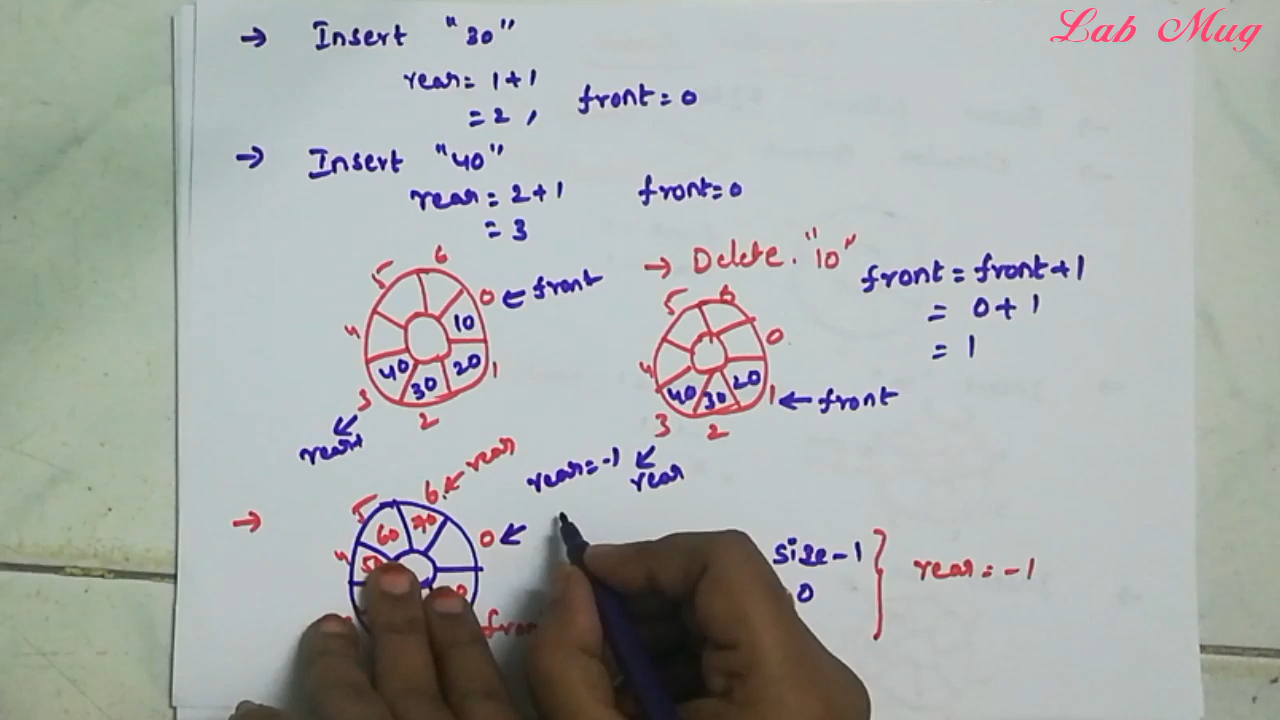 Lab Mug
→ Insert "30"
rear = 1+1
= 2, front = 0
→ Insert "40"
rear = 2+1 front=0
= 3
6
5
0 ← front
4
10
40 30 20
1
3
2
rear
→ Delete. "10"
front = front+1
= 0+1
= 1
5 6
0
4
40 30 20
1 ← front
3 2
rear
→
rear
rear=-1
5 6
60 70
0 ←
4
size-1
0
} rear = -1